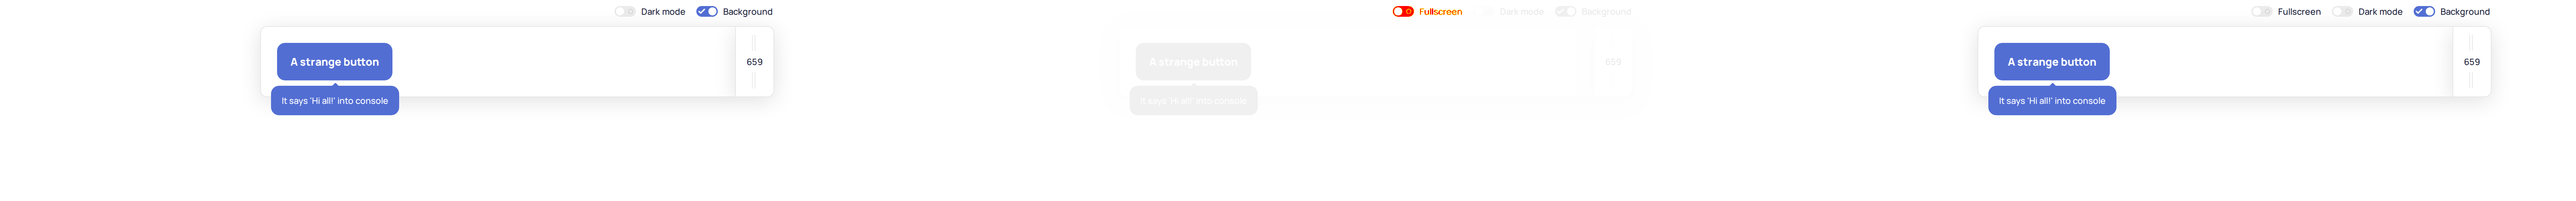 Dark mode Background
A strange button
659
It says 'Hi all!' into console
Fullscreen Dark mode Background
A strange button
659
It says 'Hi all!' into console
Fullscreen Dark mode Background
A strange button
659
It says 'Hi all!' into console